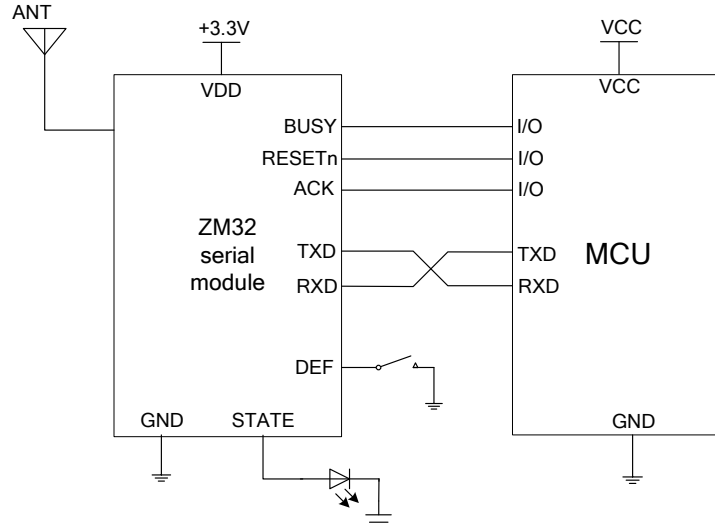 ANT
+3.3V
VCC
VDD
VCC
BUSY
I/O
RESETn
I/O
ACK
I/O
ZM32
serial
module
TXD
TXD
MCU
RXD
RXD
DEF
GND
STATE
GND